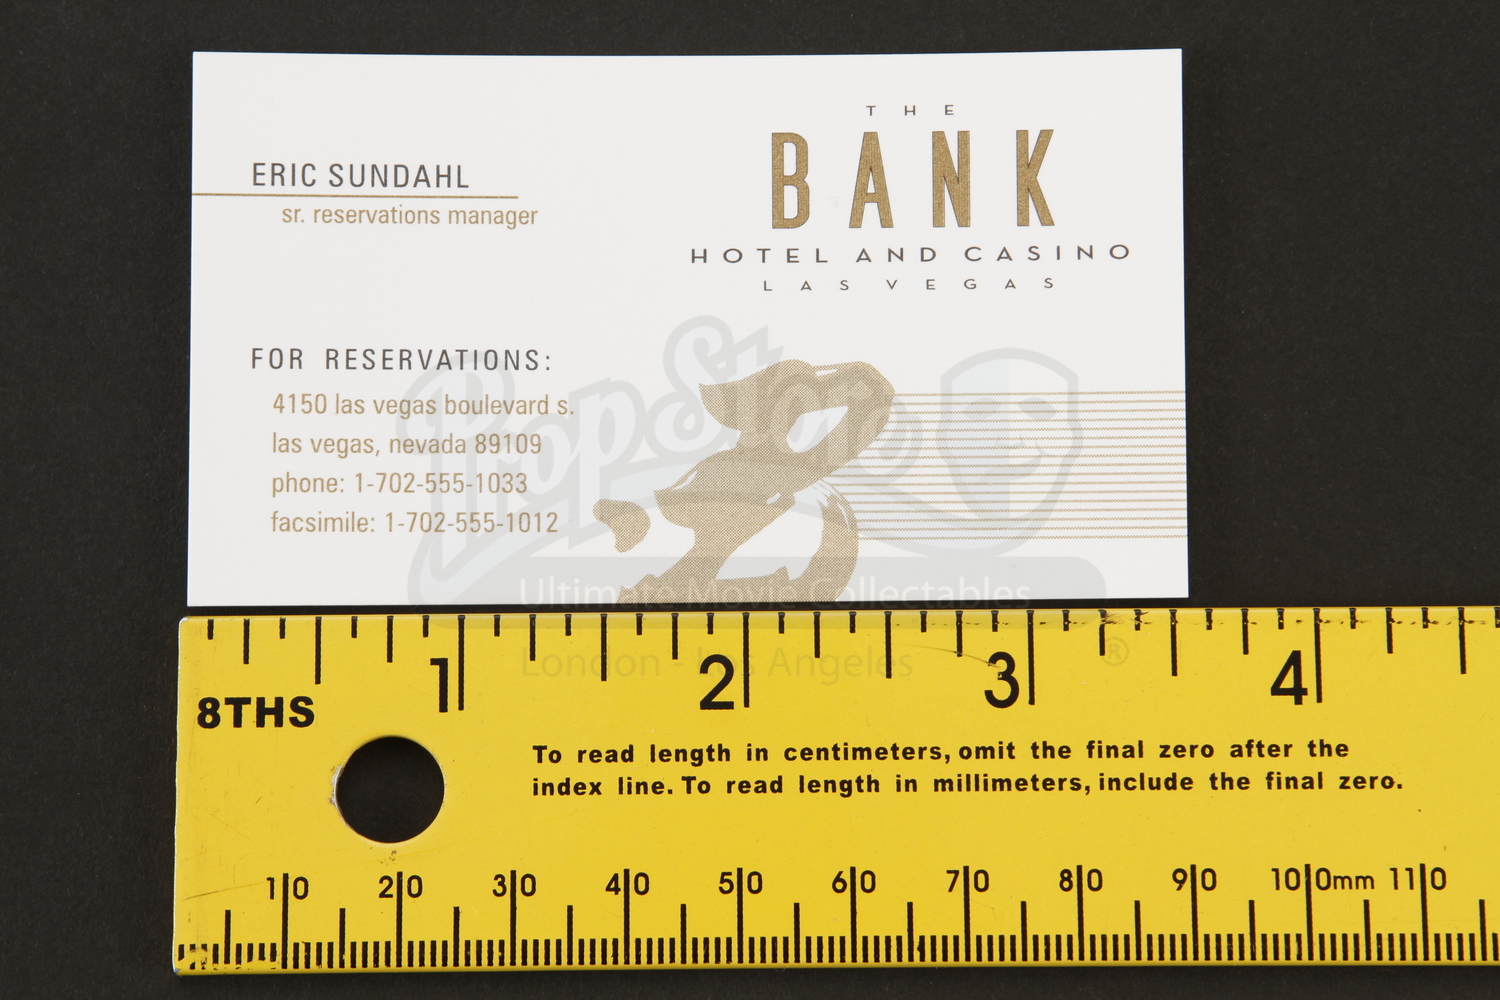 THE
BANK
HOTEL AND CASINO
LAS VEGAS
ERIC SUNDAHL
sr. reservations manager
FOR RESERVATIONS:
4150 las vegas boulevard s.
las vegas, nevada 89109
phone: 1-702-555-1033
facsimile: 1-702-555-1012
PropStore
Ultimate Movie Collectables
London - Los Angeles
®
1 2 3 4
8THS
To read length in centimeters, omit the final zero after the
index line. To read length in millimeters, include the final zero.
10 20 30 40 50 60 70 80 90 100mm 110